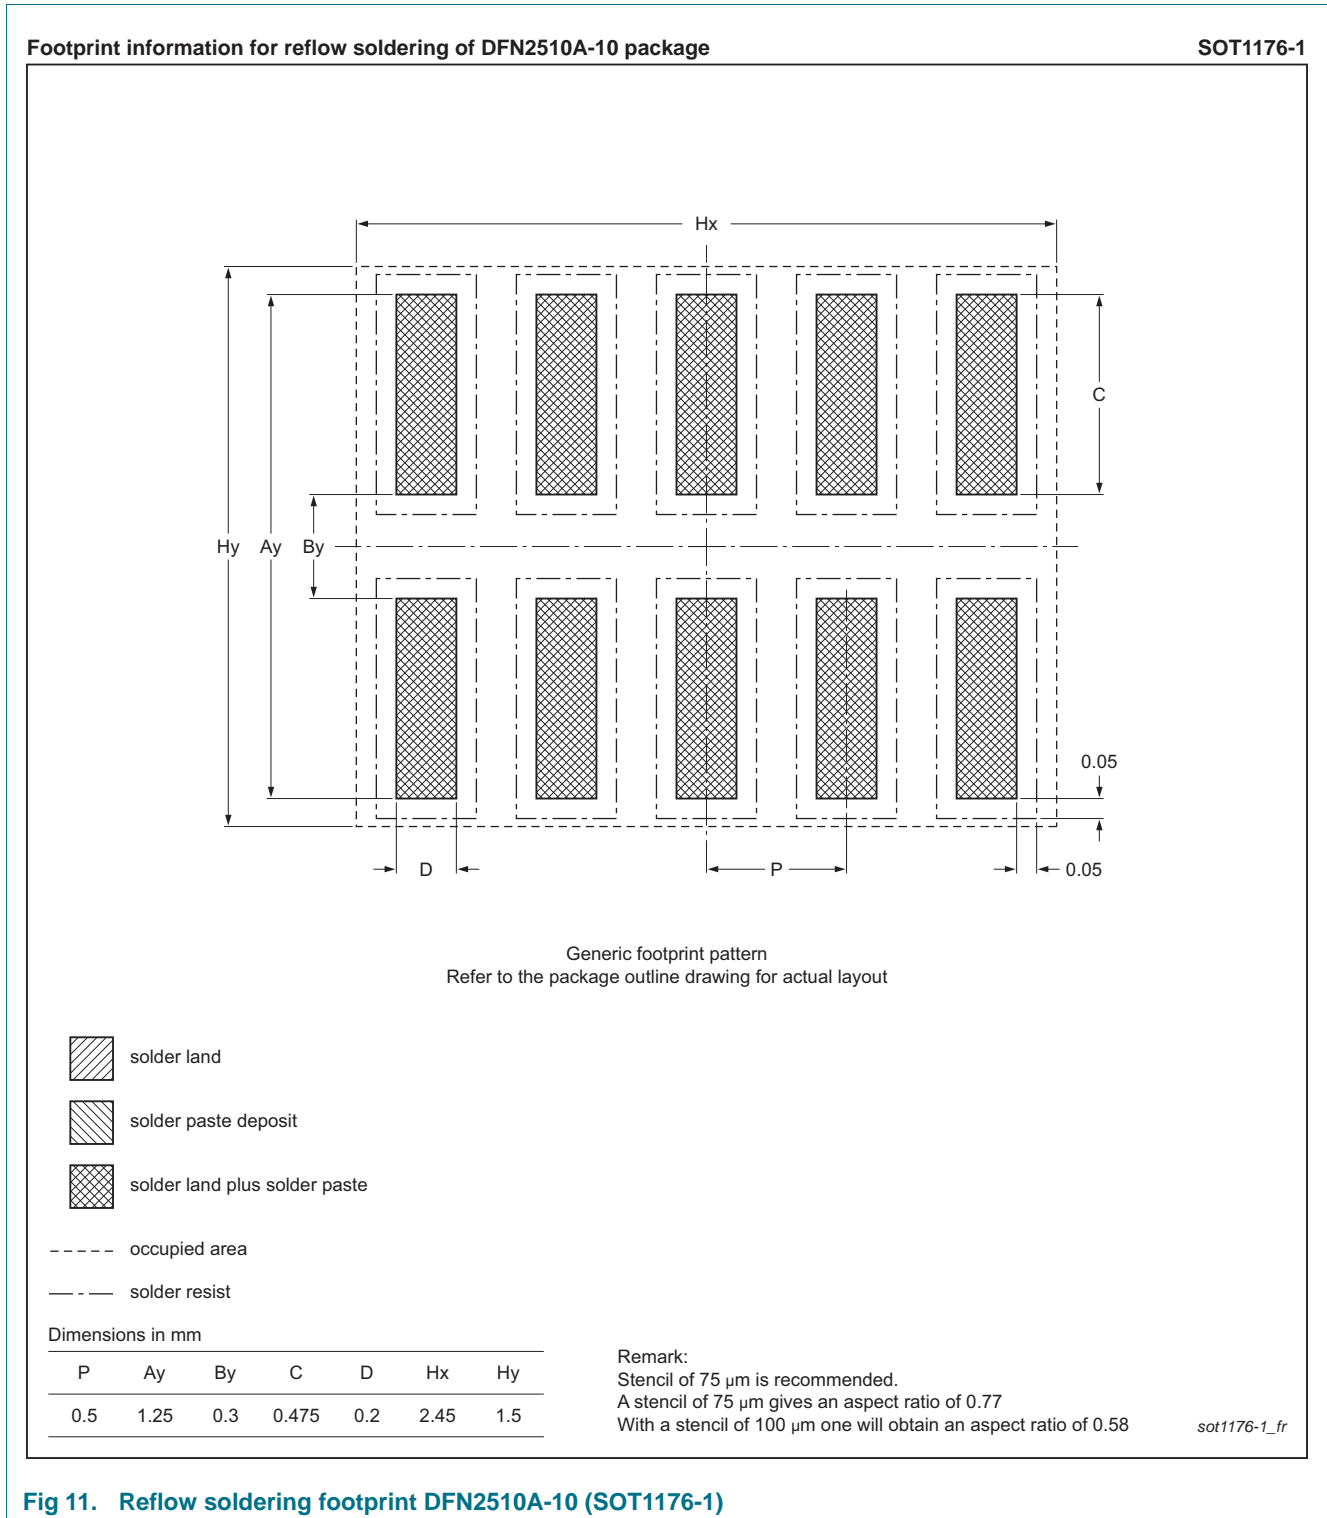 Footprint information for reflow soldering of DFN2510A-10 package SOT1176-1
Hx
C
Hy Ay By
0.05
D P 0.05
Generic footprint pattern
Refer to the package outline drawing for actual layout
solder land
solder paste deposit
solder land plus solder paste
occupied area
solder resist
Dimensions in mm
P Ay By C D Hx Hy
0.5 1.25 0.3 0.475 0.2 2.45 1.5
Remark:
Stencil of 75 μm is recommended.
A stencil of 75 μm gives an aspect ratio of 0.77
With a stencil of 100 μm one will obtain an aspect ratio of 0.58
sot1176-1_fr
Fig 11. Reflow soldering footprint DFN2510A-10 (SOT1176-1)